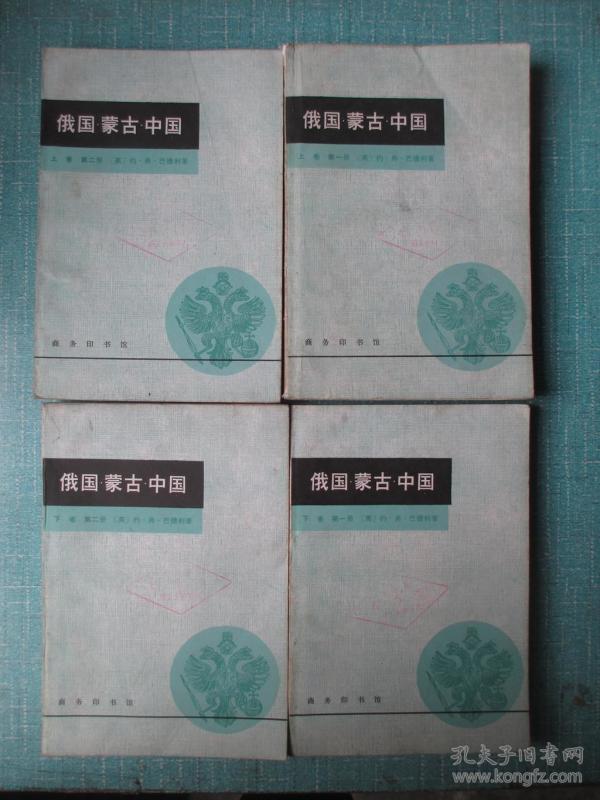 俄国·蒙古·中国
上卷 第二册 〔英〕约·弗·巴德利著
商务印书馆
俄国·蒙古·中国
上卷 第一册 〔英〕约·弗·巴德利著
商务印书馆
俄国·蒙古·中国
下卷 第二册 〔英〕约·弗·巴德利著
商务印书馆
俄国·蒙古·中国
下卷 第一册 〔英〕约·弗·巴德利著
商务印书馆
孔夫子旧书网
www.kongfz.com